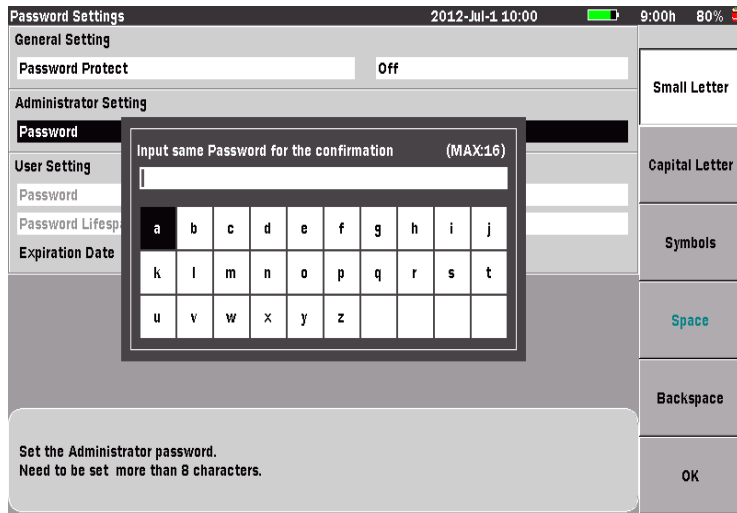 Password Settings 2012-Jul-1 10:00 9:00h 80%
General Setting
Password Protect Off
Administrator Setting
Password
User Setting
Password
Password Lifesp
Expiration Date
Input same Password for the confirmation (MAX:16)
a b c d e f g h i j
k l m n o p q r s t
u v w x y z
Set the Administrator password.
Need to be set more than 8 characters.
Small Letter
Capital Letter
Symbols
Space
Backspace
OK